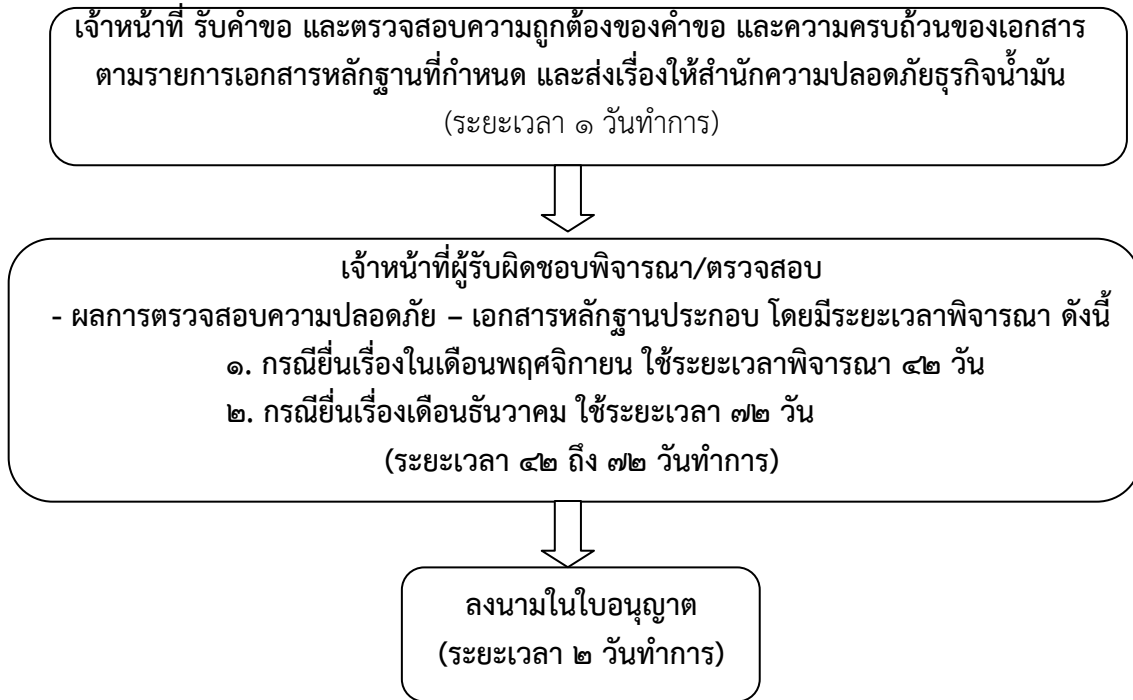 เจ้าหน้าที่ รับคำขอ และตรวจสอบความถูกต้องของคำขอ และความครบถ้วนของเอกสาร
ตามรายการเอกสารหลักฐานที่กำหนด และส่งเรื่องให้สำนักความปลอดภัยธุรกิจน้ำมัน
(ระยะเวลา ๑ วันทำการ)
เจ้าหน้าที่ผู้รับผิดชอบพิจารณา/ตรวจสอบ
- ผลการตรวจสอบความปลอดภัย – เอกสารหลักฐานประกอบ โดยมีระยะเวลาพิจารณา ดังนี้
๑. กรณียื่นเรื่องในเดือนพฤศจิกายน ใช้ระยะเวลาพิจารณา ๔๒ วัน
๒. กรณียื่นเรื่องเดือนธันวาคม ใช้ระยะเวลา ๗๒ วัน
(ระยะเวลา ๔๒ ถึง ๗๒ วันทำการ)
ลงนามในใบอนุญาต
(ระยะเวลา ๒ วันทำการ)